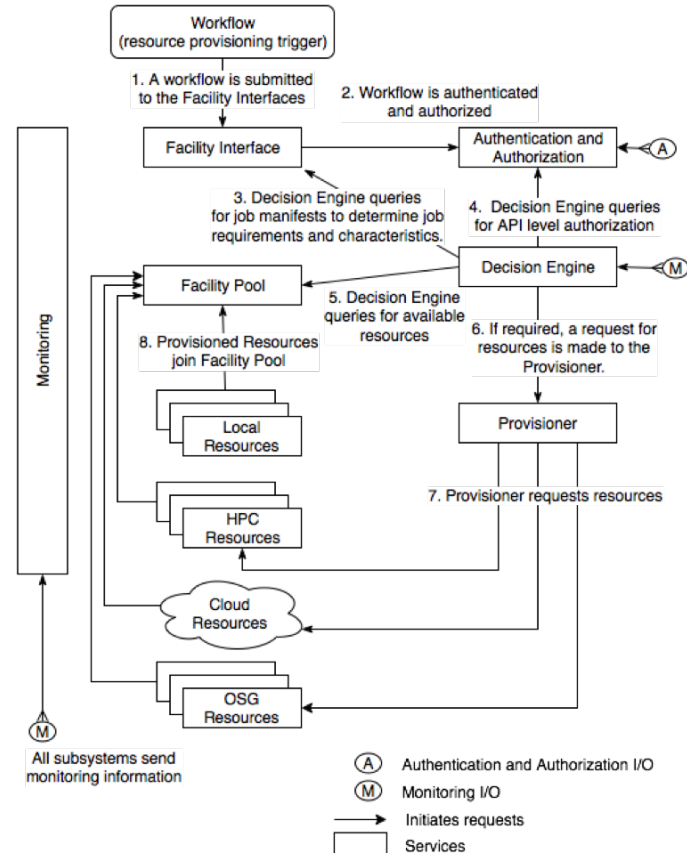 Workflow
(resource provisioning trigger)
1. A workflow is submitted
to the Facility Interfaces
2. Workflow is authenticated
and authorized
Facility Interface
Authentication and
Authorization
A
3. Decision Engine queries
for job manifests to determine job
requirements and characteristics.
4. Decision Engine queries
for API level authorization
Facility Pool
Decision Engine
M
5. Decision Engine
queries for available
resources
6. If required, a request for
resources is made to the
Provisioner.
8. Provisioned Resources
join Facility Pool
Monitoring
Local
Resources
Provisioner
7. Provisioner requests resources
HPC
Resources
Cloud
Resources
OSG
Resources
M
All subsystems send
monitoring information
A Authentication and Authorization I/O
M Monitoring I/O
Initiates requests
Services